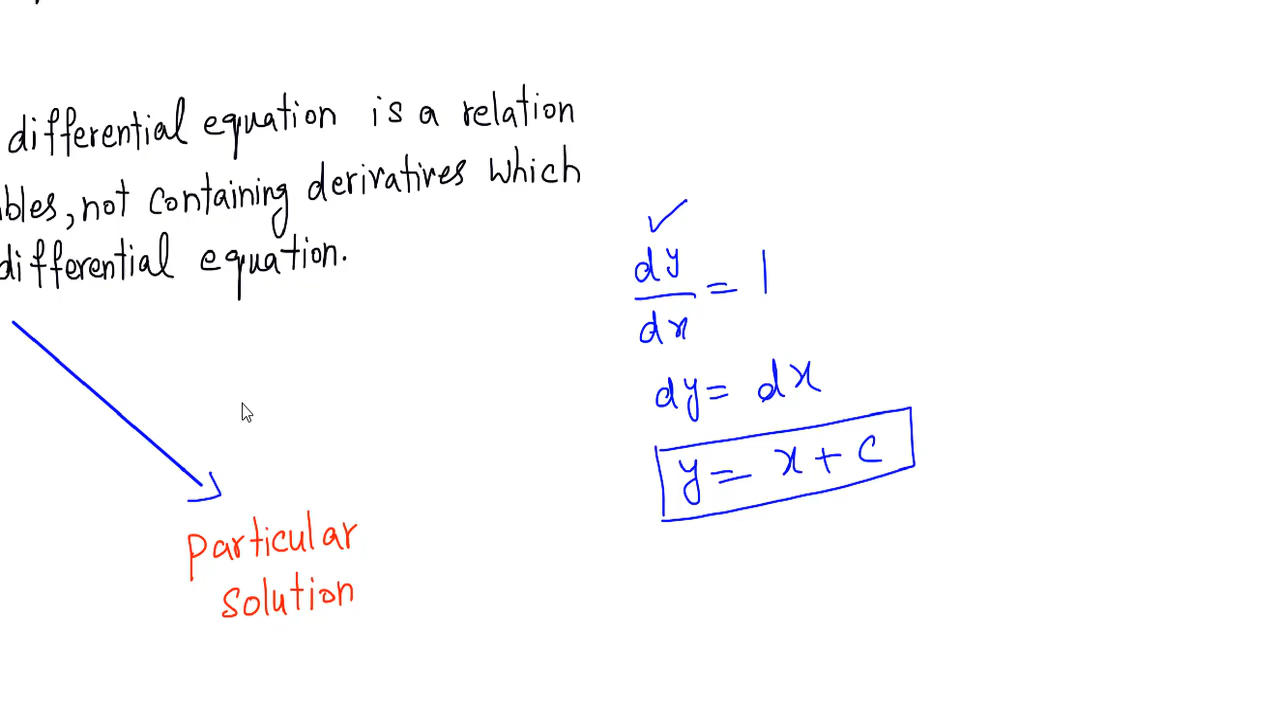 differential equation is a relation
bles, not containing derivatives which
differential equation.
dy/dx = 1
dy = dx
y = x + c
particular
solution